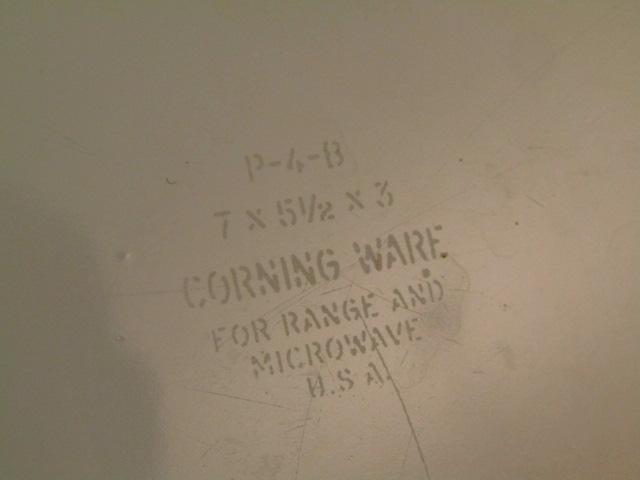 P-4-B
7 X 5½ X 3
CORNING WARE
FOR RANGE AND
MICROWAVE
U.S.A.